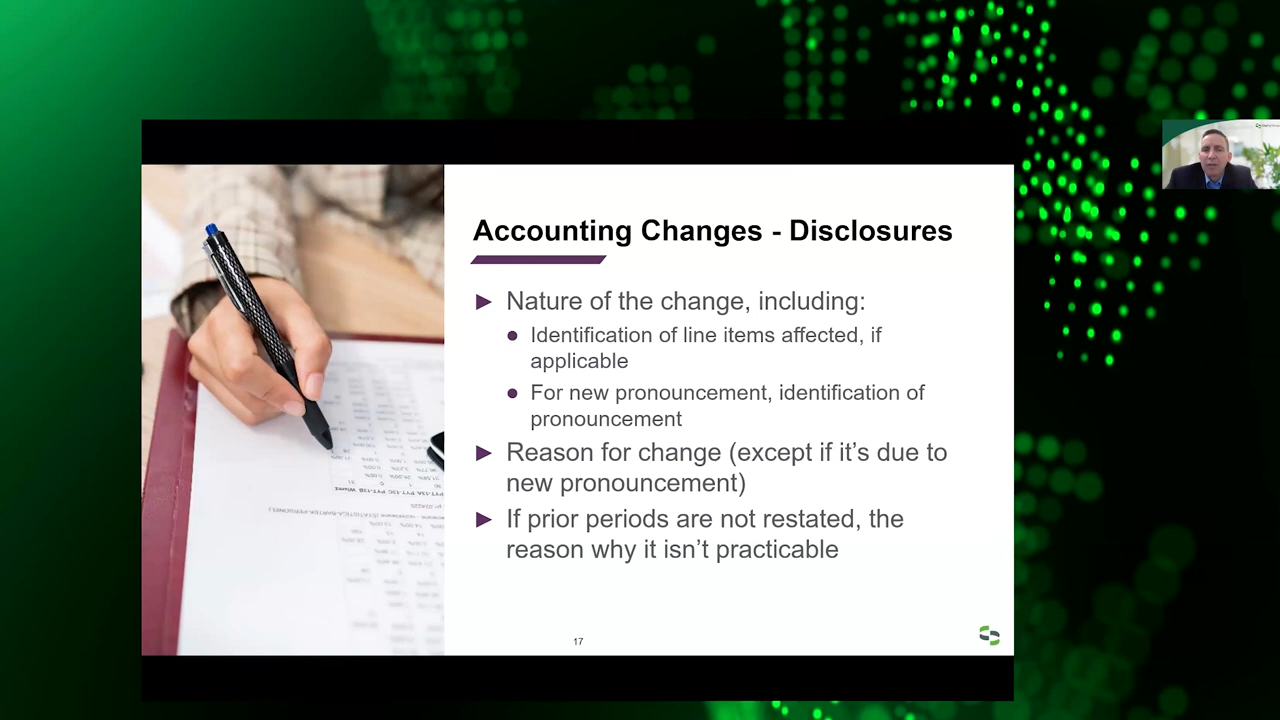 Accounting Changes - Disclosures
Nature of the change, including:
Identification of line items affected, if
applicable
For new pronouncement, identification of
pronouncement
Reason for change (except if it’s due to
new pronouncement)
If prior periods are not restated, the
reason why it isn’t practicable
17